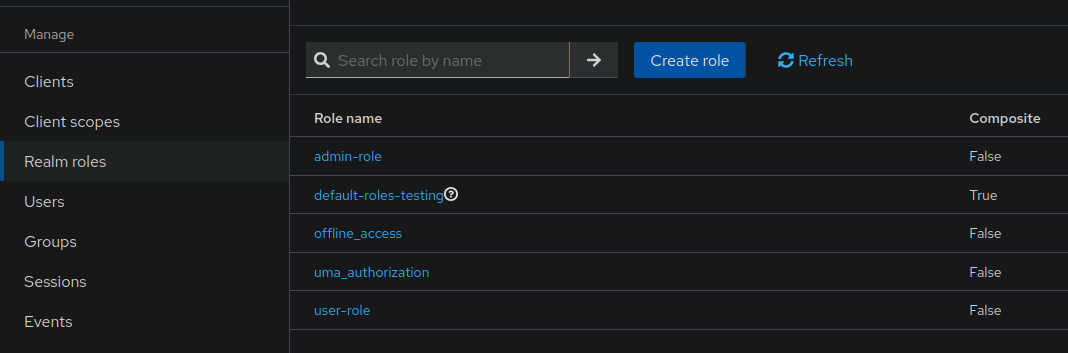 Manage
Clients
Client scopes
Realm roles
Users
Groups
Sessions
Events
Search role by name
Create role
Refresh
Role name Composite
admin-role False
default-roles-testing True
offline_access False
uma_authorization False
user-role False